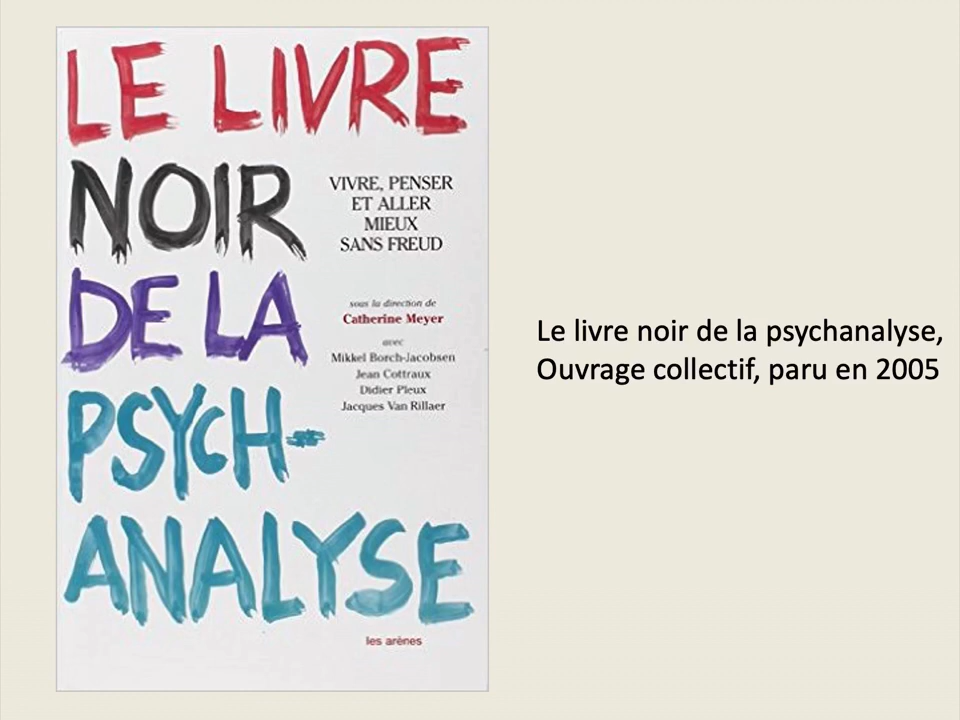 LE LIVRE
NOIR
DE LA
PSYCH-
ANALYSE
VIVRE, PENSER
ET ALLER
MIEUX
SANS FREUD
sous la direction de
Catherine Meyer
avec
Mikkel Borch-Jacobsen
Jean Cottraux
Didier Pleux
Jacques Van Rillaer
les arènes
Le livre noir de la psychanalyse,
Ouvrage collectif, paru en 2005